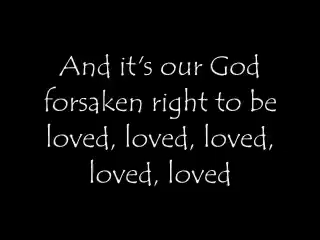 And it's our God
forsaken right to be
loved, loved, loved,
loved, loved